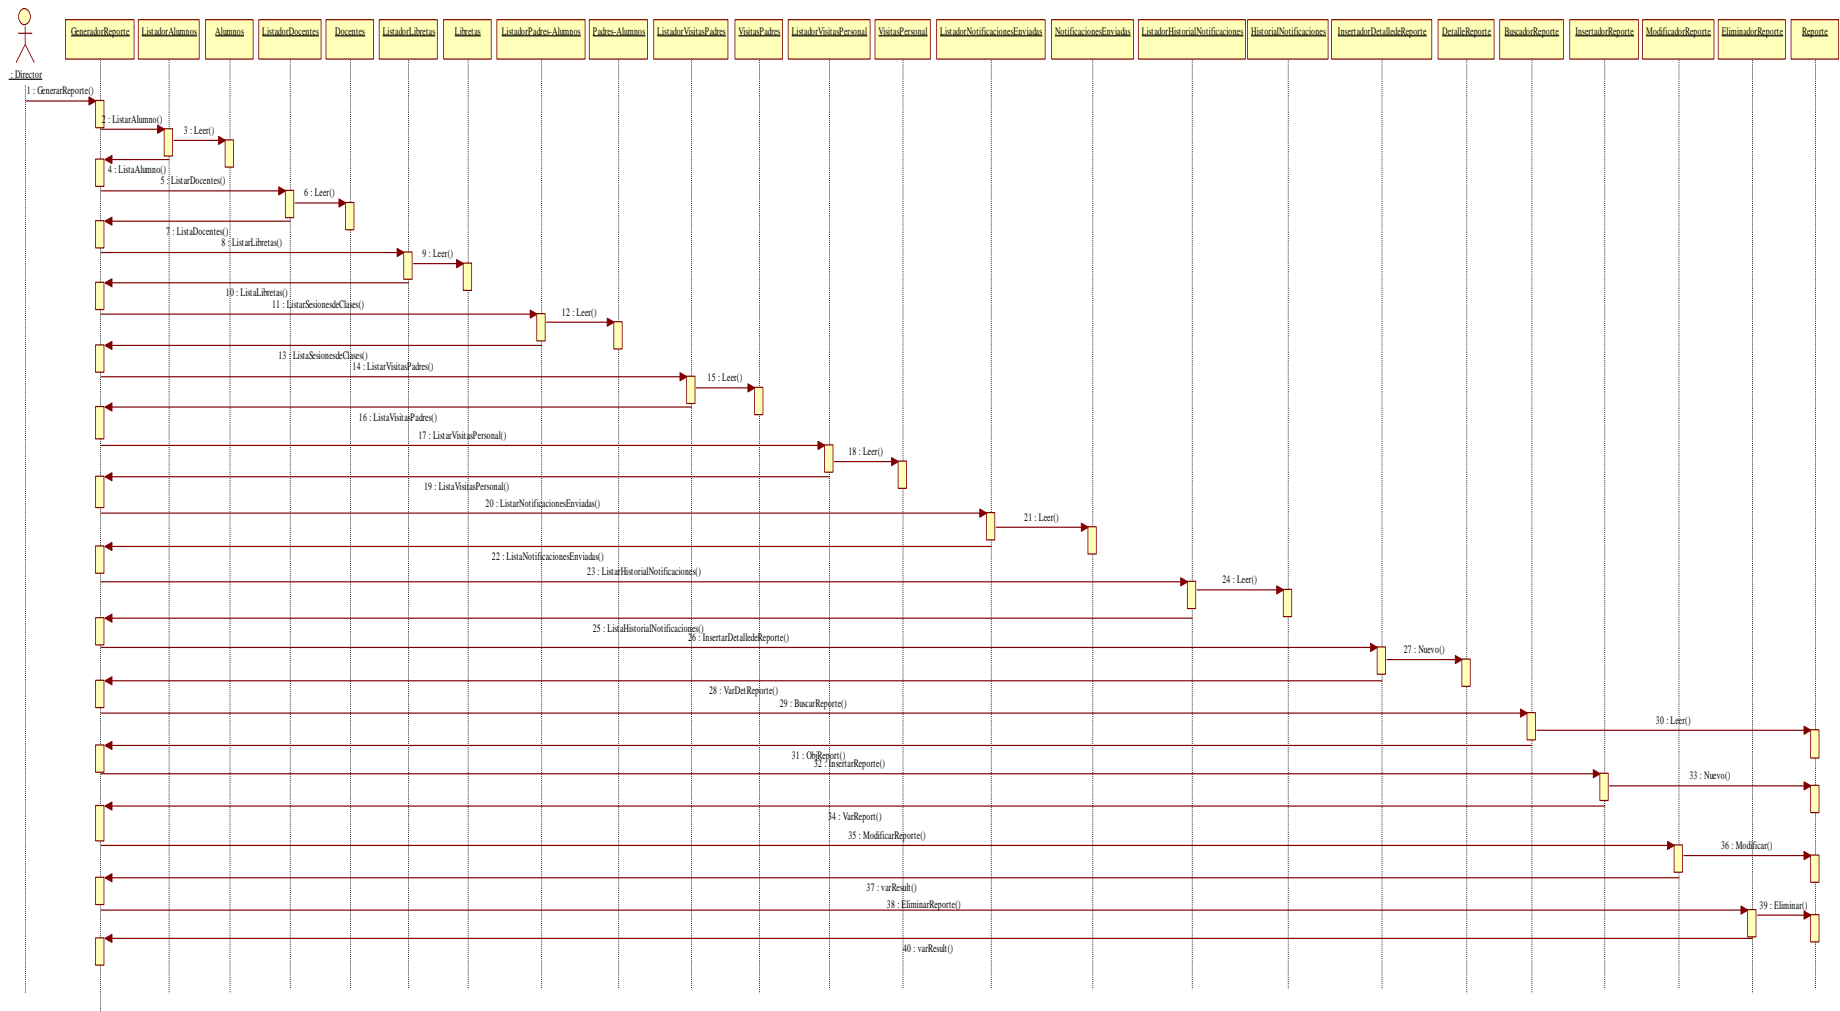 GeneradorReporte
ListadorAlumnos
Alumnos
ListadorDocentes
Docentes
ListadorLibretas
Libretas
ListadorPadres-Alumnos
Padres-Alumnos
ListadorVisitasPadres
VisitasPadres
ListadorVisitasPersonal
VisitasPersonal
ListadorNotificacionesEnviadas
NotificacionesEnviadas
ListadorHistorialNotificaciones
HistorialNotificaciones
InsertadorDetalledeReporte
DetalleReporte
BuscadorReporte
InsertadorReporte
ModificadorReporte
EliminadorReporte
Reporte
: Director
1 : GenerarReporte()
2 : ListarAlumno()
3 : Leer()
4 : ListaAlumno()
5 : ListarDocentes()
6 : Leer()
7 : ListaDocentes()
8 : ListarLibretas()
9 : Leer()
10 : ListaLibretas()
11 : ListarSesionesdeClases()
12 : Leer()
13 : ListaSesionesdeClases()
14 : ListarVisitasPadres()
15 : Leer()
16 : ListaVisitasPadres()
17 : ListarVisitasPersonal()
18 : Leer()
19 : ListaVisitasPersonal()
20 : ListarNotificacionesEnviadas()
21 : Leer()
22 : ListaNotificacionesEnviadas()
23 : ListarHistorialNotificaciones()
24 : Leer()
25 : ListaHistorialNotificaciones()
26 : InsertarDetalledeReporte()
27 : Nuevo()
28 : VarDetReporte()
29 : BuscarReporte()
30 : Leer()
31 : ObjReport()
32 : InsertarReporte()
33 : Nuevo()
34 : VarReport()
35 : ModificarReporte()
36 : Modificar()
37 : varResult()
38 : EliminarReporte()
39 : Eliminar()
40 : varResult()